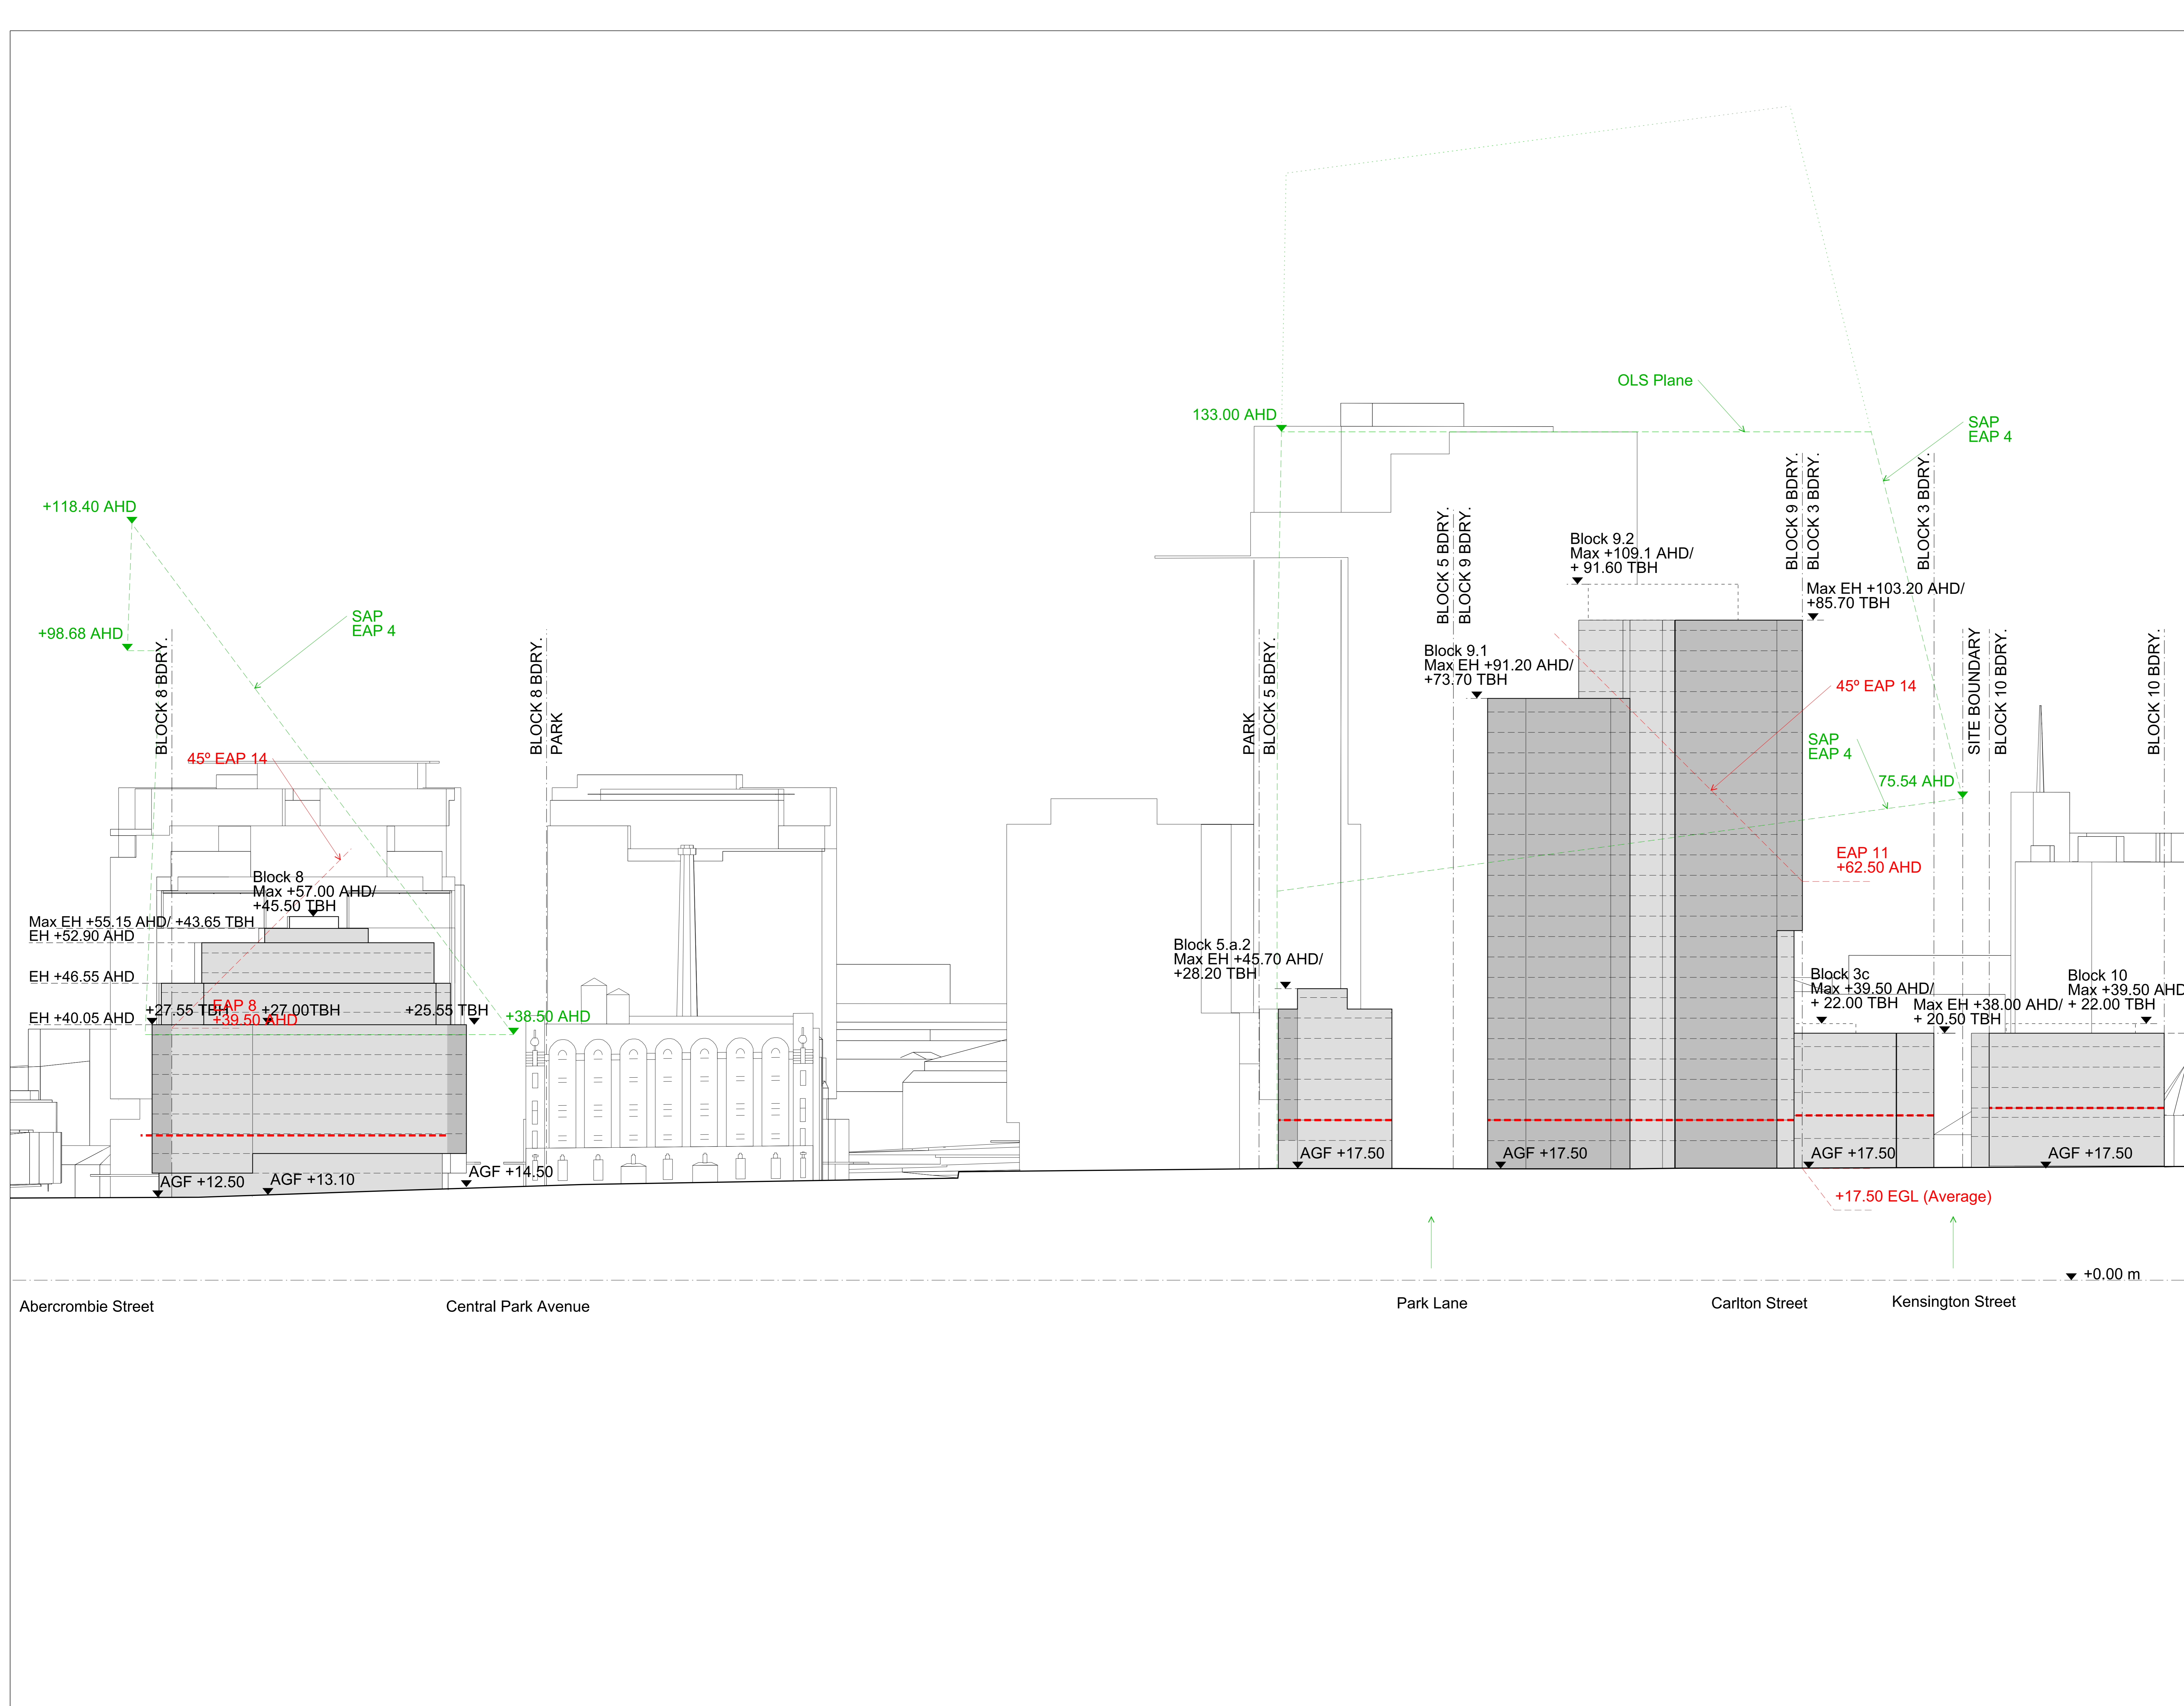 OLS Plane
133.00 AHD
SAP
EAP 4
BLOCK 9 BDRY.
BLOCK 3 BDRY.
BLOCK 3 BDRY.
+118.40 AHD
BLOCK 5 BDRY.
BLOCK 9 BDRY.
Block 9.2
Max +109.1 AHD/
+ 91.60 TBH
Max EH +103.20 AHD/
+85.70 TBH
SAP
EAP 4
+98.68 AHD
BLOCK 8 BDRY.
BLOCK 8 BDRY.
PARK
PARK
BLOCK 5 BDRY.
Block 9.1
Max EH +91.20 AHD/
+73.70 TBH
SITE BOUNDARY
BLOCK 10 BDRY.
BLOCK 10 BDRY.
45º EAP 14
SAP
EAP 4
45º EAP 14
75.54 AHD
EAP 11
+62.50 AHD
Block 8
Max +57.00 AHD/
+45.50 TBH
Max EH +55.15 AHD/ +43.65 TBH
EH +52.90 AHD
Block 5.a.2
Max EH +45.70 AHD/
+28.20 TBH
EH +46.55 AHD
Block 3c
Max +39.50 AHD/
+ 22.00 TBH
Block 10
Max +39.50 AHD
+ 22.00 TBH
Max EH +38.00 AHD/
+ 20.50 TBH
EAP 8
+39.50 AHD
+27.55 TBH
+27.00TBH
+25.55 TBH
EH +40.05 AHD
+38.50 AHD
AGF +12.50
AGF +13.10
AGF +14.50
AGF +17.50
AGF +17.50
AGF +17.50
AGF +17.50
+17.50 EGL (Average)
+0.00 m
Abercrombie Street
Central Park Avenue
Park Lane
Carlton Street
Kensington Street